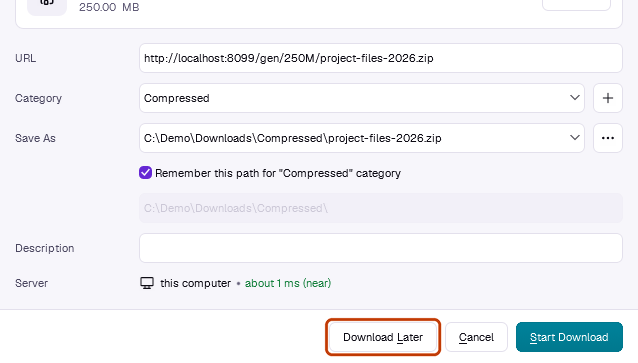 250.00 MB
URL
http://localhost:8099/gen/250M/project-files-2026.zip
Category
Compressed
Save As
C:\Demo\Downloads\Compressed\project-files-2026.zip
Remember this path for "Compressed" category
C:\Demo\Downloads\Compressed\
Description
Server
this computer • about 1 ms (near)
Download Later
Cancel
Start Download